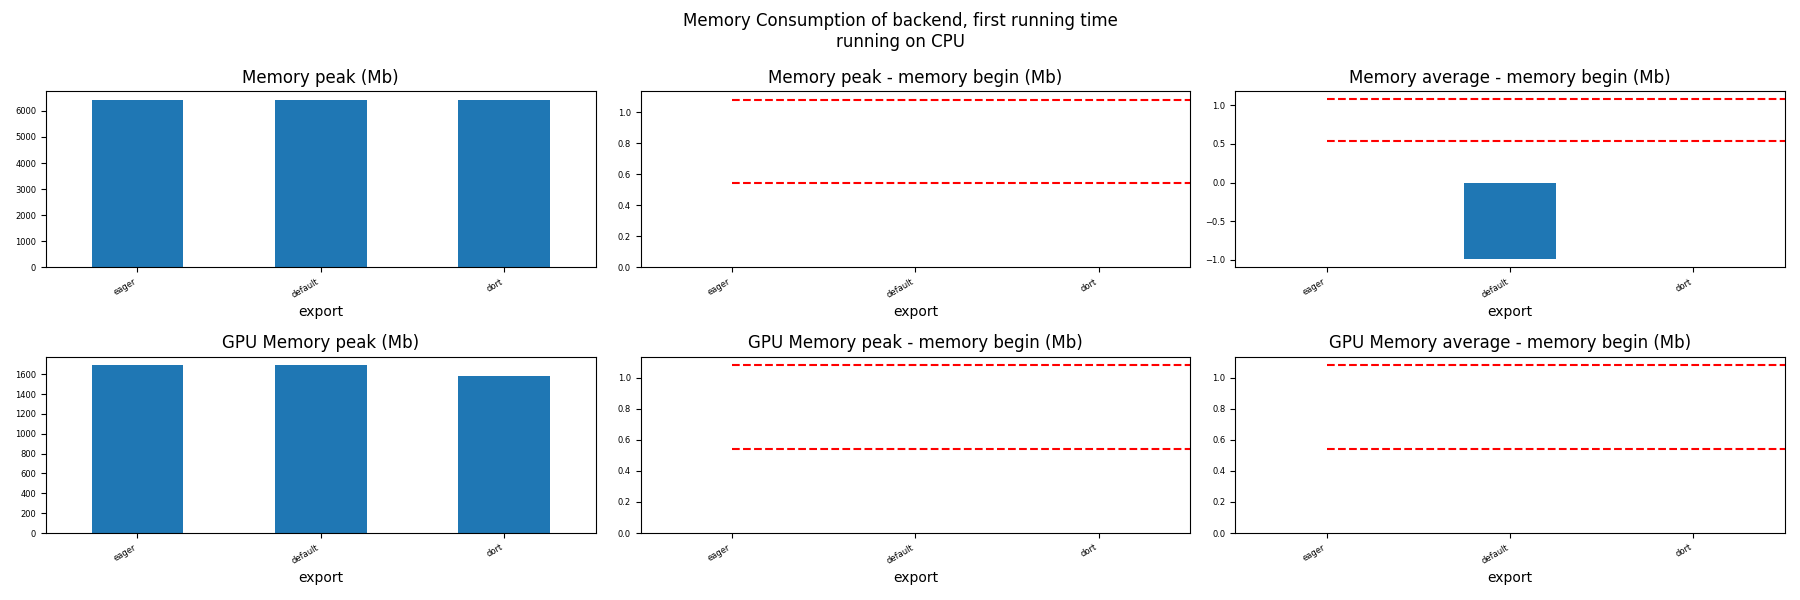 Memory Consumption of backend, first running time
running on CPU
Memory peak (Mb)
6000
5000
4000
3000
2000
1000
0
eager
default
dort
export
Memory peak - memory begin (Mb)
1.0
0.8
0.6
0.4
0.2
0.0
eager
default
dort
export
Memory average - memory begin (Mb)
1.0
0.5
0.0
−0.5
−1.0
eager
default
dort
export
GPU Memory peak (Mb)
1600
1400
1200
1000
800
600
400
200
0
eager
default
dort
export
GPU Memory peak - memory begin (Mb)
1.0
0.8
0.6
0.4
0.2
0.0
eager
default
dort
export
GPU Memory average - memory begin (Mb)
1.0
0.8
0.6
0.4
0.2
0.0
eager
default
dort
export